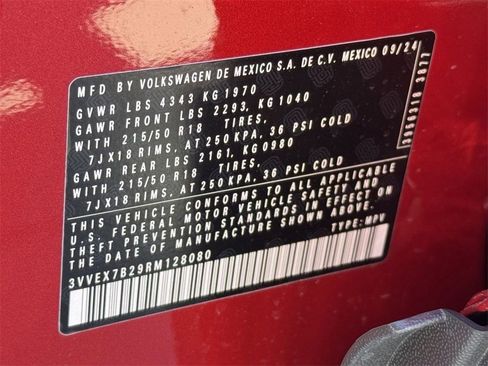 MFD BY VOLKSWAGEN DE MEXICO S.A. DE C.V. MEXICO 09/24
GVWR LBS 4343 KG 1970
GAWR FRONT LBS 2293, KG 1040
WITH 215/50 R18 TIRES,
7JX18 RIMS, AT 250 KPA, 36 PSI COLD
GAWR REAR LBS 2161, KG 0980
WITH 215/50 R18 TIRES,
7JX18 RIMS, AT 250 KPA, 36 PSI COLD
THIS VEHICLE CONFORMS TO ALL APPLICABLE
U.S. FEDERAL MOTOR VEHICLE SAFETY AND
THEFT PREVENTION STANDARDS IN EFFECT ON
THE DATE OF MANUFACTURE SHOWN ABOVE.
3VVEX7B29RM128080 TYPE: MPV
3077